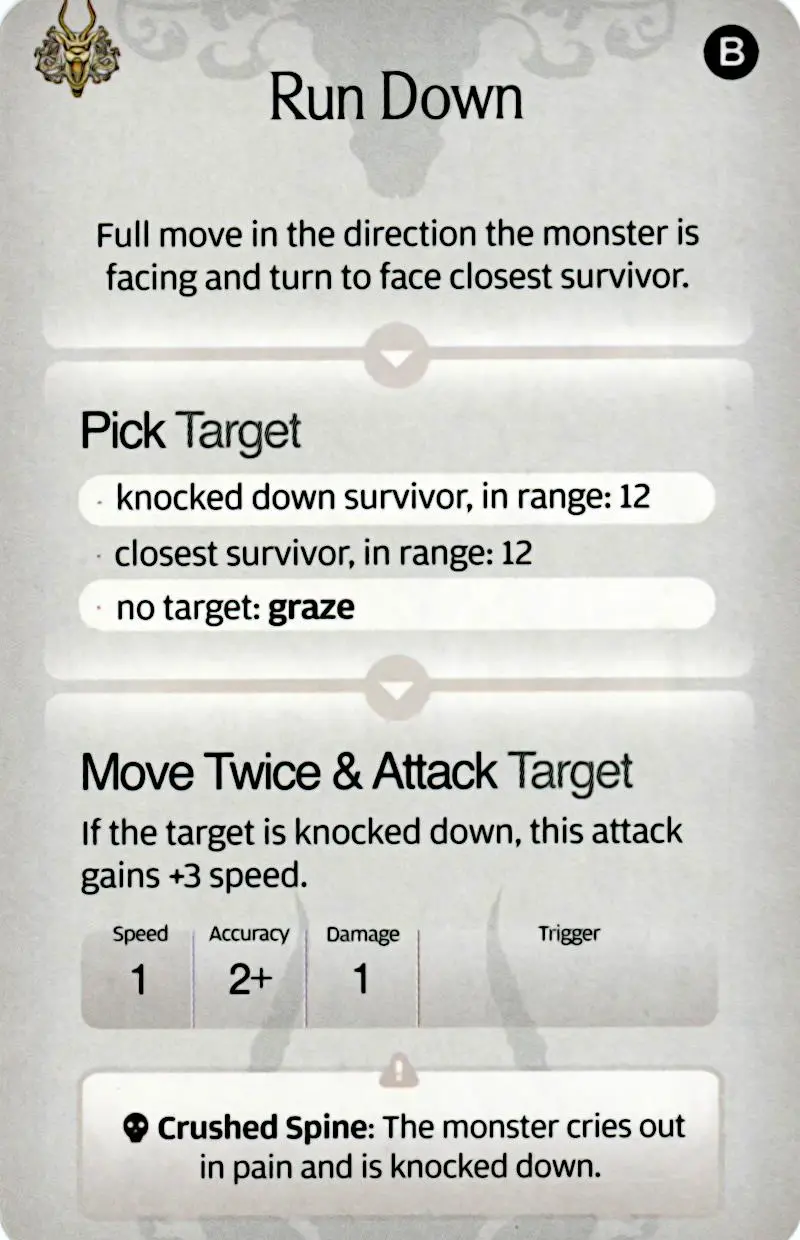 B
Run Down
Full move in the direction the monster is
facing and turn to face closest survivor.
Pick Target
· knocked down survivor, in range: 12
· closest survivor, in range: 12
· no target: graze
Move Twice & Attack Target
If the target is knocked down, this attack
gains +3 speed.
Speed Accuracy Damage Trigger
1 2+ 1
Crushed Spine: The monster cries out
in pain and is knocked down.